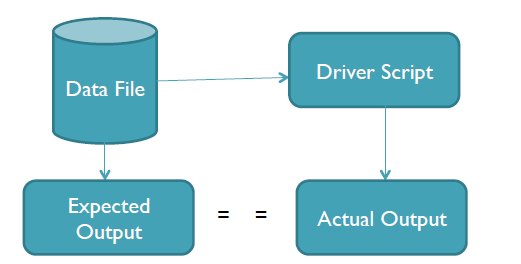 Data File
Driver Script
Expected
Output
= =
Actual Output